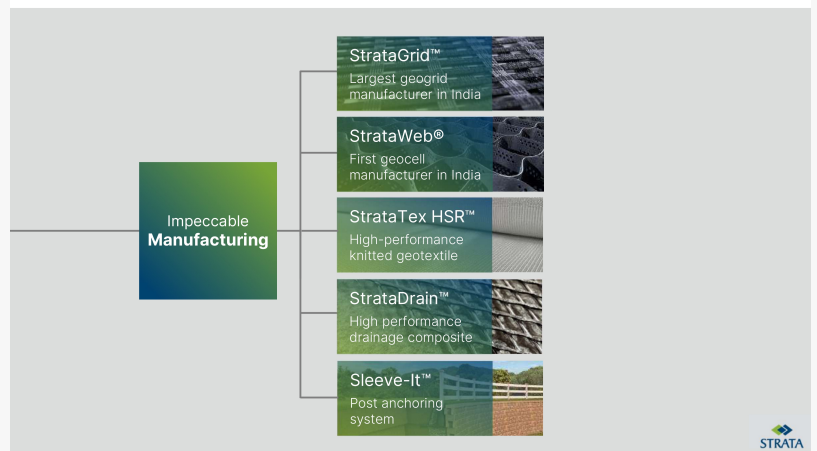 Impeccable
Manufacturing
StrataGrid™
Largest geogrid
manufacturer in India
StrataWeb®
First geocell
manufacturer in India
StrataTex HSR™
High-performance
knitted geotextile
StrataDrain™
High performance
drainage composite
Sleeve-It™
Post anchoring
system
STRATA